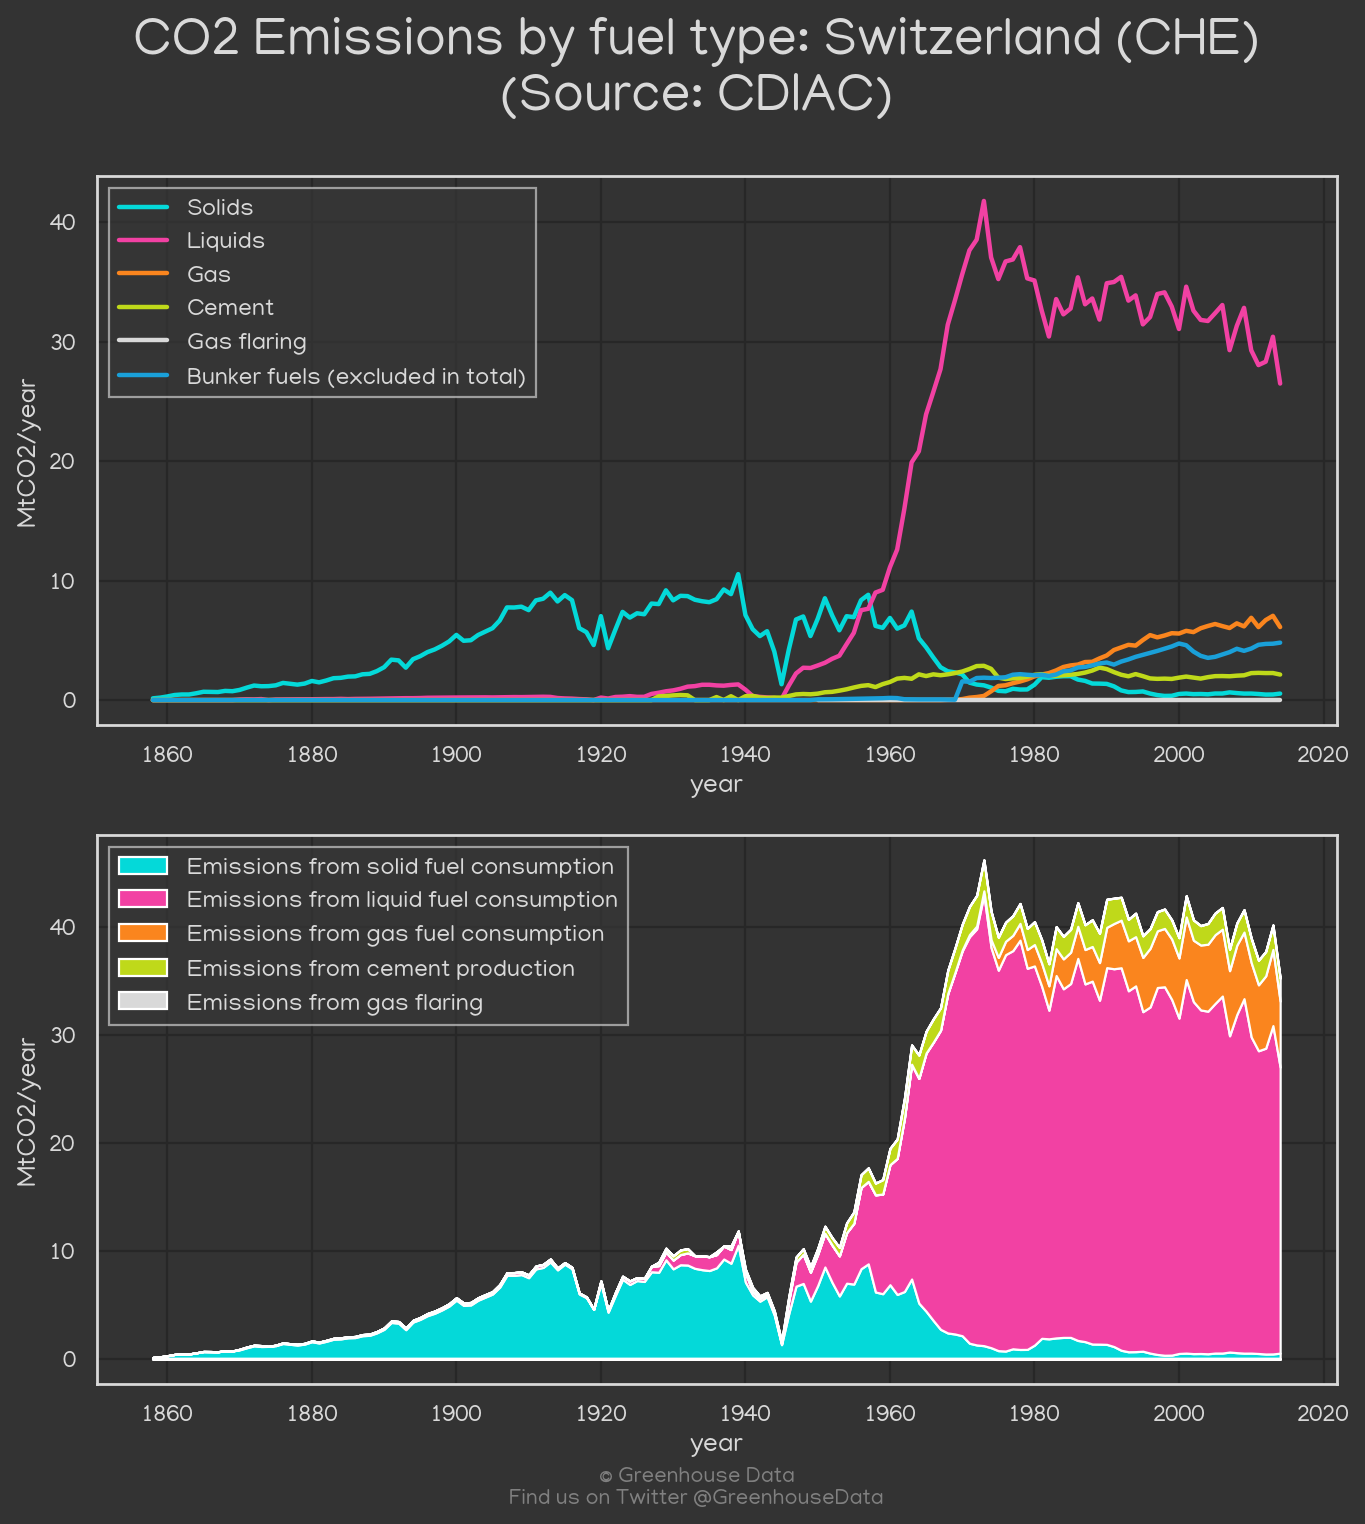 CO2 Emissions by fuel type: Switzerland (CHE)
(Source: CDIAC)
Solids
Liquids
Gas
Cement
Gas flaring
Bunker fuels (excluded in total)
MtCO2/year
40
30
20
10
0
1860 1880 1900 1920 1940 1960 1980 2000 2020
year
Emissions from solid fuel consumption
Emissions from liquid fuel consumption
Emissions from gas fuel consumption
Emissions from cement production
Emissions from gas flaring
MtCO2/year
40
30
20
10
0
1860 1880 1900 1920 1940 1960 1980 2000 2020
year
© Greenhouse Data
Find us on Twitter @GreenhouseData